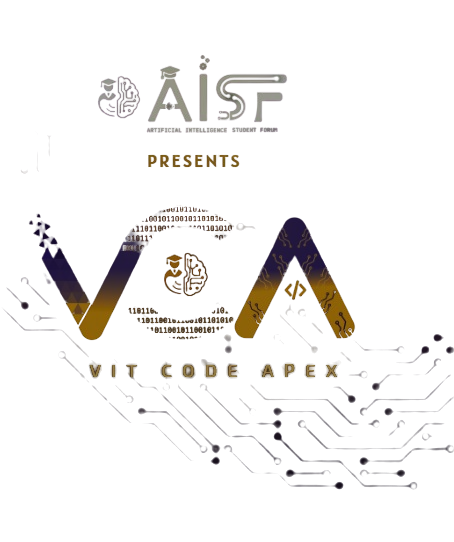 AISF
ARTIFICIAL INTELLIGENCE STUDENT FORUM
PRESENTS
VCA
</>
VIT CODE APEX